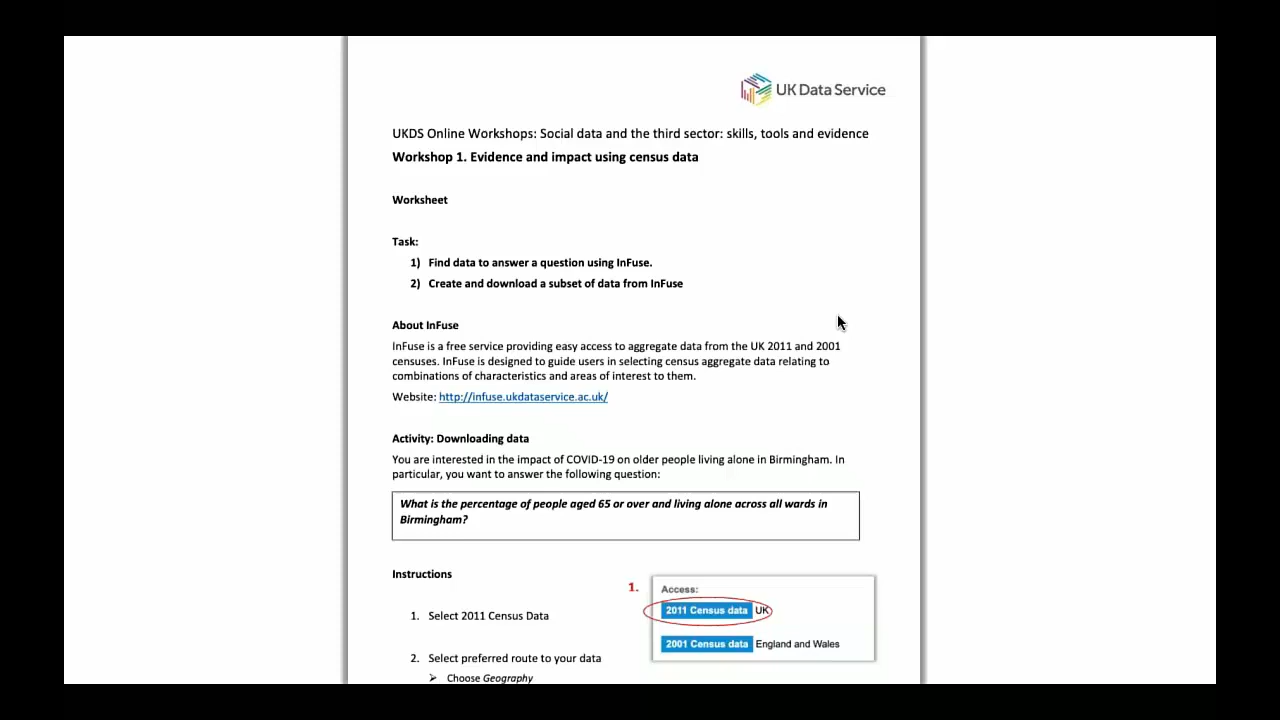 UK Data Service
UKDS Online Workshops: Social data and the third sector: skills, tools and evidence
Workshop 1. Evidence and impact using census data
Worksheet
Task:
1) Find data to answer a question using InFuse.
2) Create and download a subset of data from InFuse
About InFuse
InFuse is a free service providing easy access to aggregate data from the UK 2011 and 2001
censuses. InFuse is designed to guide users in selecting census aggregate data relating to
combinations of characteristics and areas of interest to them.
Website: http://infuse.ukdataservice.ac.uk/
Activity: Downloading data
You are interested in the impact of COVID-19 on older people living alone in Birmingham. In
particular, you want to answer the following question:
What is the percentage of people aged 65 or over and living alone across all wards in
Birmingham?
Instructions
1. Select 2011 Census Data
2. Select preferred route to your data
Choose Geography
1.
Access:
2011 Census data UK
2001 Census data England and Wales